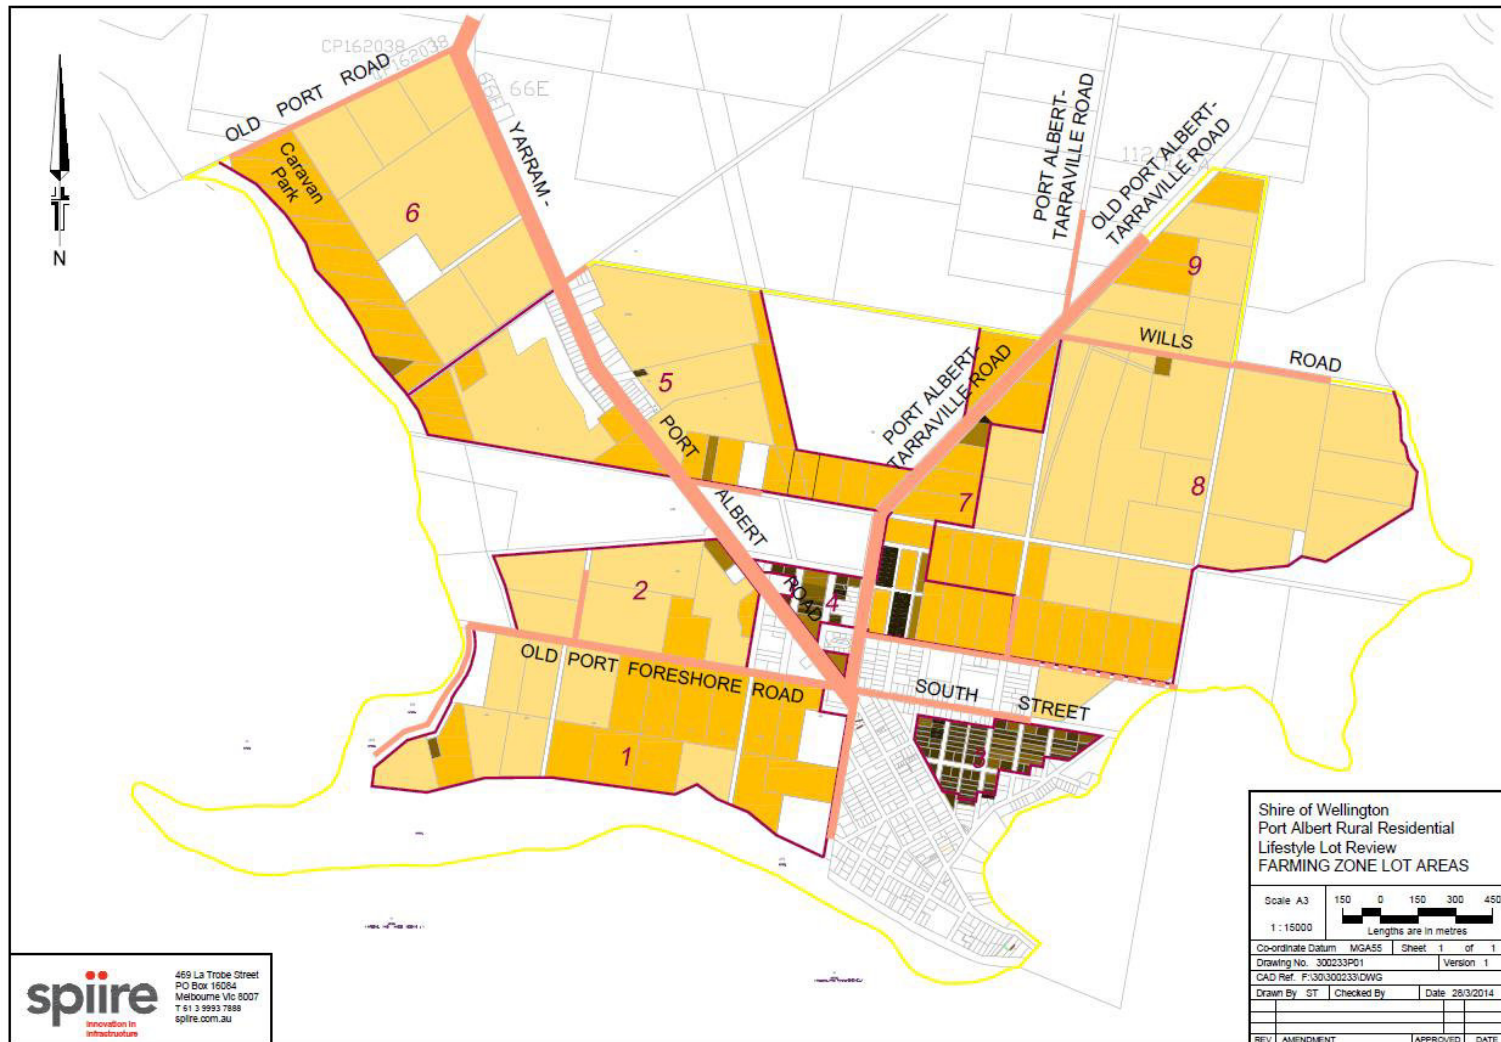 CP162038
CP162038
66E
OLD PORT ROAD
Caravan
Park
YARRAM -
PORT
ALBERT
ROAD
PORT ALBERT-
TARRAVILLE ROAD
OLD PORT ALBERT-
TARRAVILLE ROAD
N
6
9
WILLS
ROAD
5
PORT ALBERT-
TARRAVILLE ROAD
8
7
2
4
OLD PORT FORESHORE ROAD
SOUTH
STREET
1
3
Shire of Wellington
Port Albert Rural Residential
Lifestyle Lot Review
FARMING ZONE LOT AREAS
Scale A3
1 : 15000
150 0 150 300 450
Lengths are in metres
Co-ordinate Datum MGA55 Sheet 1 of 1
Drawing No. 300233P01 Version 1
CAD Ref. F:\30\300233\DWG
Drawn By ST Checked By Date 28/3/2014
REV AMENDMENT APPROVED DATE
spiire
Innovation in
Infrastructure
469 La Trobe Street
PO Box 16084
Melbourne Vic 8007
T 61 3 9993 7888
spiire.com.au